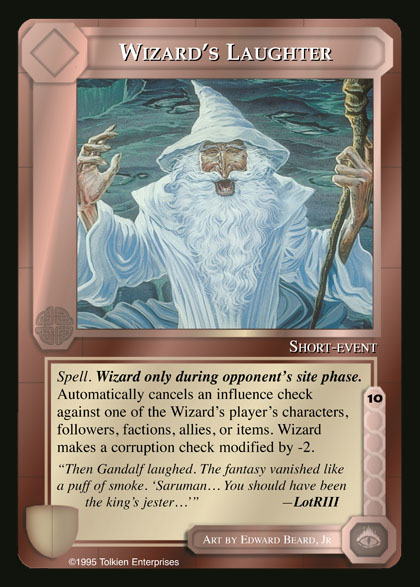 WIZARD'S LAUGHTER
SHORT-EVENT
Spell. Wizard only during opponent's site phase.
Automatically cancels an influence check
against one of the Wizard's player's characters,
followers, factions, allies, or items. Wizard
makes a corruption check modified by -2.
10
“Then Gandalf laughed. The fantasy vanished like
a puff of smoke. ‘Saruman… You should have been
the king's jester…’” —LotRIII
ART BY EDWARD BEARD, JR
©1995 Tolkien Enterprises